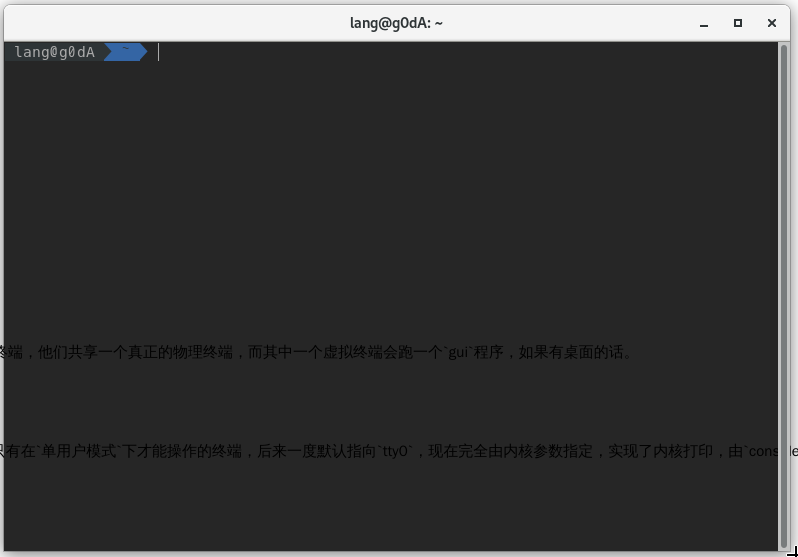 lang@g0dA: ~
lang@g0dA ~
终端，他们共享一个真正的物理终端，而其中一个虚拟终端会跑一个`gui`程序，如果有桌面的话。
只有在`单用户模式`下才能操作的终端，后来一度默认指向`tty0`，现在完全由内核参数指定，实现了内核打印，由`console